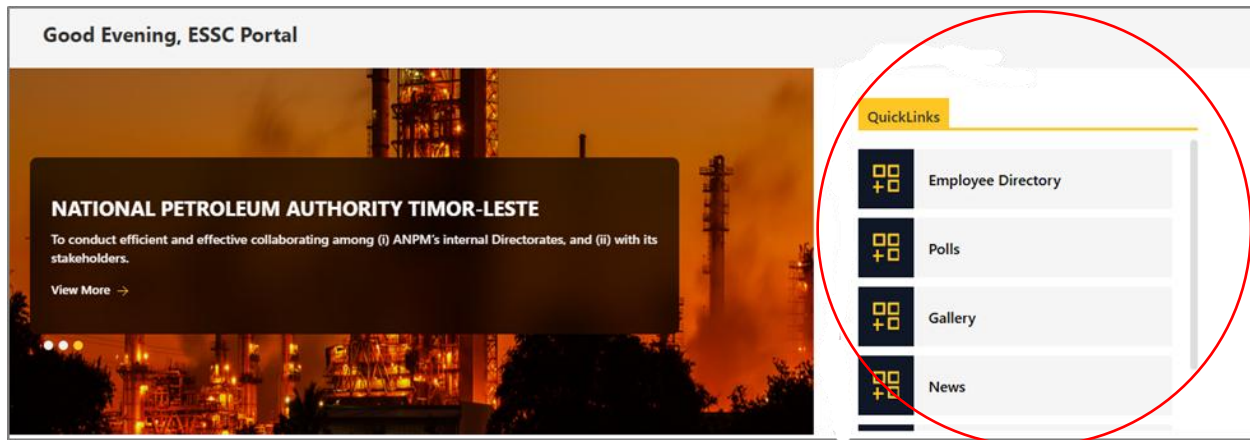 Good Evening, ESSC Portal
NATIONAL PETROLEUM AUTHORITY TIMOR-LESTE
To conduct efficient and effective collaborating among (i) ANPM's internal Directorates, and (ii) with its
stakeholders.
View More →
QuickLinks
Employee Directory
Polls
Gallery
News